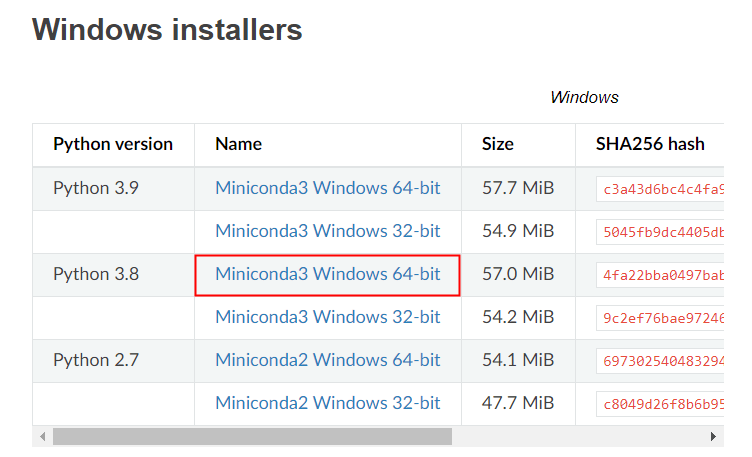 Windows installers
Windows
Python version Name Size SHA256 hash
Python 3.9 Miniconda3 Windows 64-bit 57.7 MiB c3a43d6bc4c4fa9
Miniconda3 Windows 32-bit 54.9 MiB 5045fb9dc4405db
Python 3.8 Miniconda3 Windows 64-bit 57.0 MiB 4fa22bba0497bab
Miniconda3 Windows 32-bit 54.2 MiB 9c2ef76bae97246
Python 2.7 Miniconda2 Windows 64-bit 54.1 MiB 697302540483294
Miniconda2 Windows 32-bit 47.7 MiB c8049d26f8b6b95